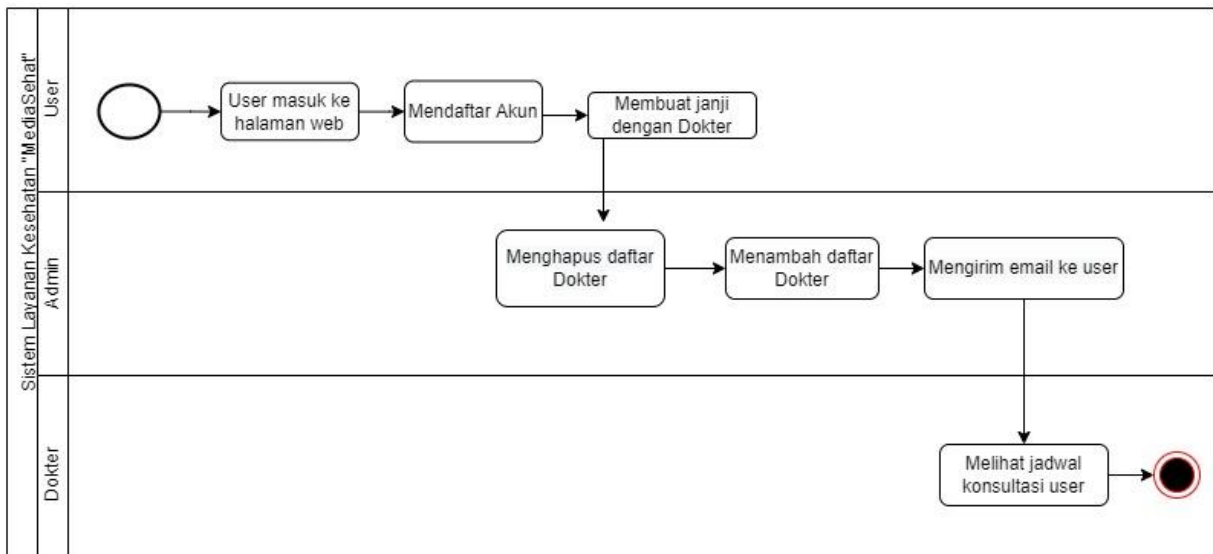 Sistem Layanan Kesehatan "MediaSehat"
User
User masuk ke
halaman web
Mendaftar Akun
Membuat janji
dengan Dokter
Admin
Menghapus daftar
Dokter
Menambah daftar
Dokter
Mengirim email ke user
Dokter
Melihat jadwal
konsultasi user